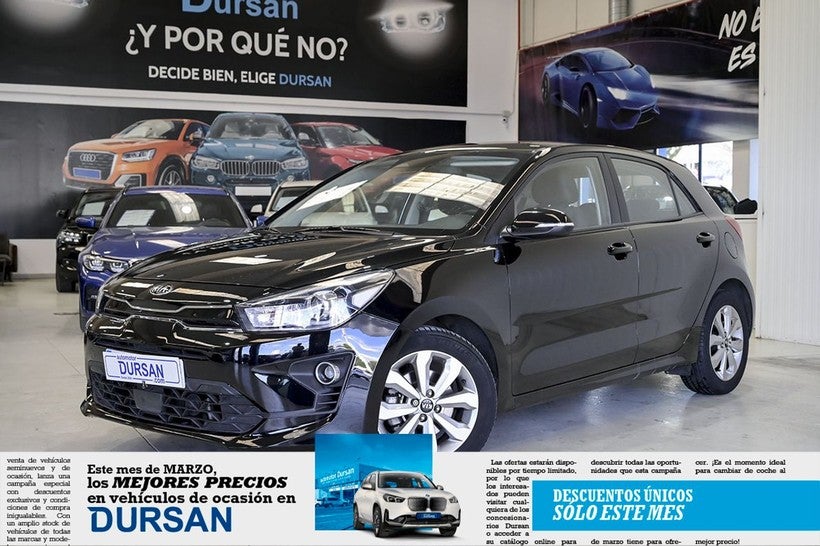 Dursan
¿Y POR QUÉ NO?
DECIDE BIEN, ELIGE DURSAN
NO
ES
KIA
automotor
DURSAN
.com
venta de vehículos
seminuevos y de
ocasión, lanza una
campaña especial
con descuentos
exclusivos y condi-
ciones de compra
inigualables. Con
un amplio stock de
vehículos de todas
las marcas y mode-
Este mes de MARZO,
los MEJORES PRECIOS
en vehículos de ocasión en
DURSAN
automotor Dursan
Las ofertas estarán dispo-
nibles por tiempo limitado,
por lo que
los interesa-
dos pueden
visitar cual-
quiera de los
concesiona-
rios Dursan
o acceder a
su catálogo online para
descubrir todas las oportu-
nidades que esta campaña
de marzo tiene para ofre-
cer. ¡Es el momento ideal
para cambiar de coche al
mejor precio!
DESCUENTOS ÚNICOS
SÓLO ESTE MES